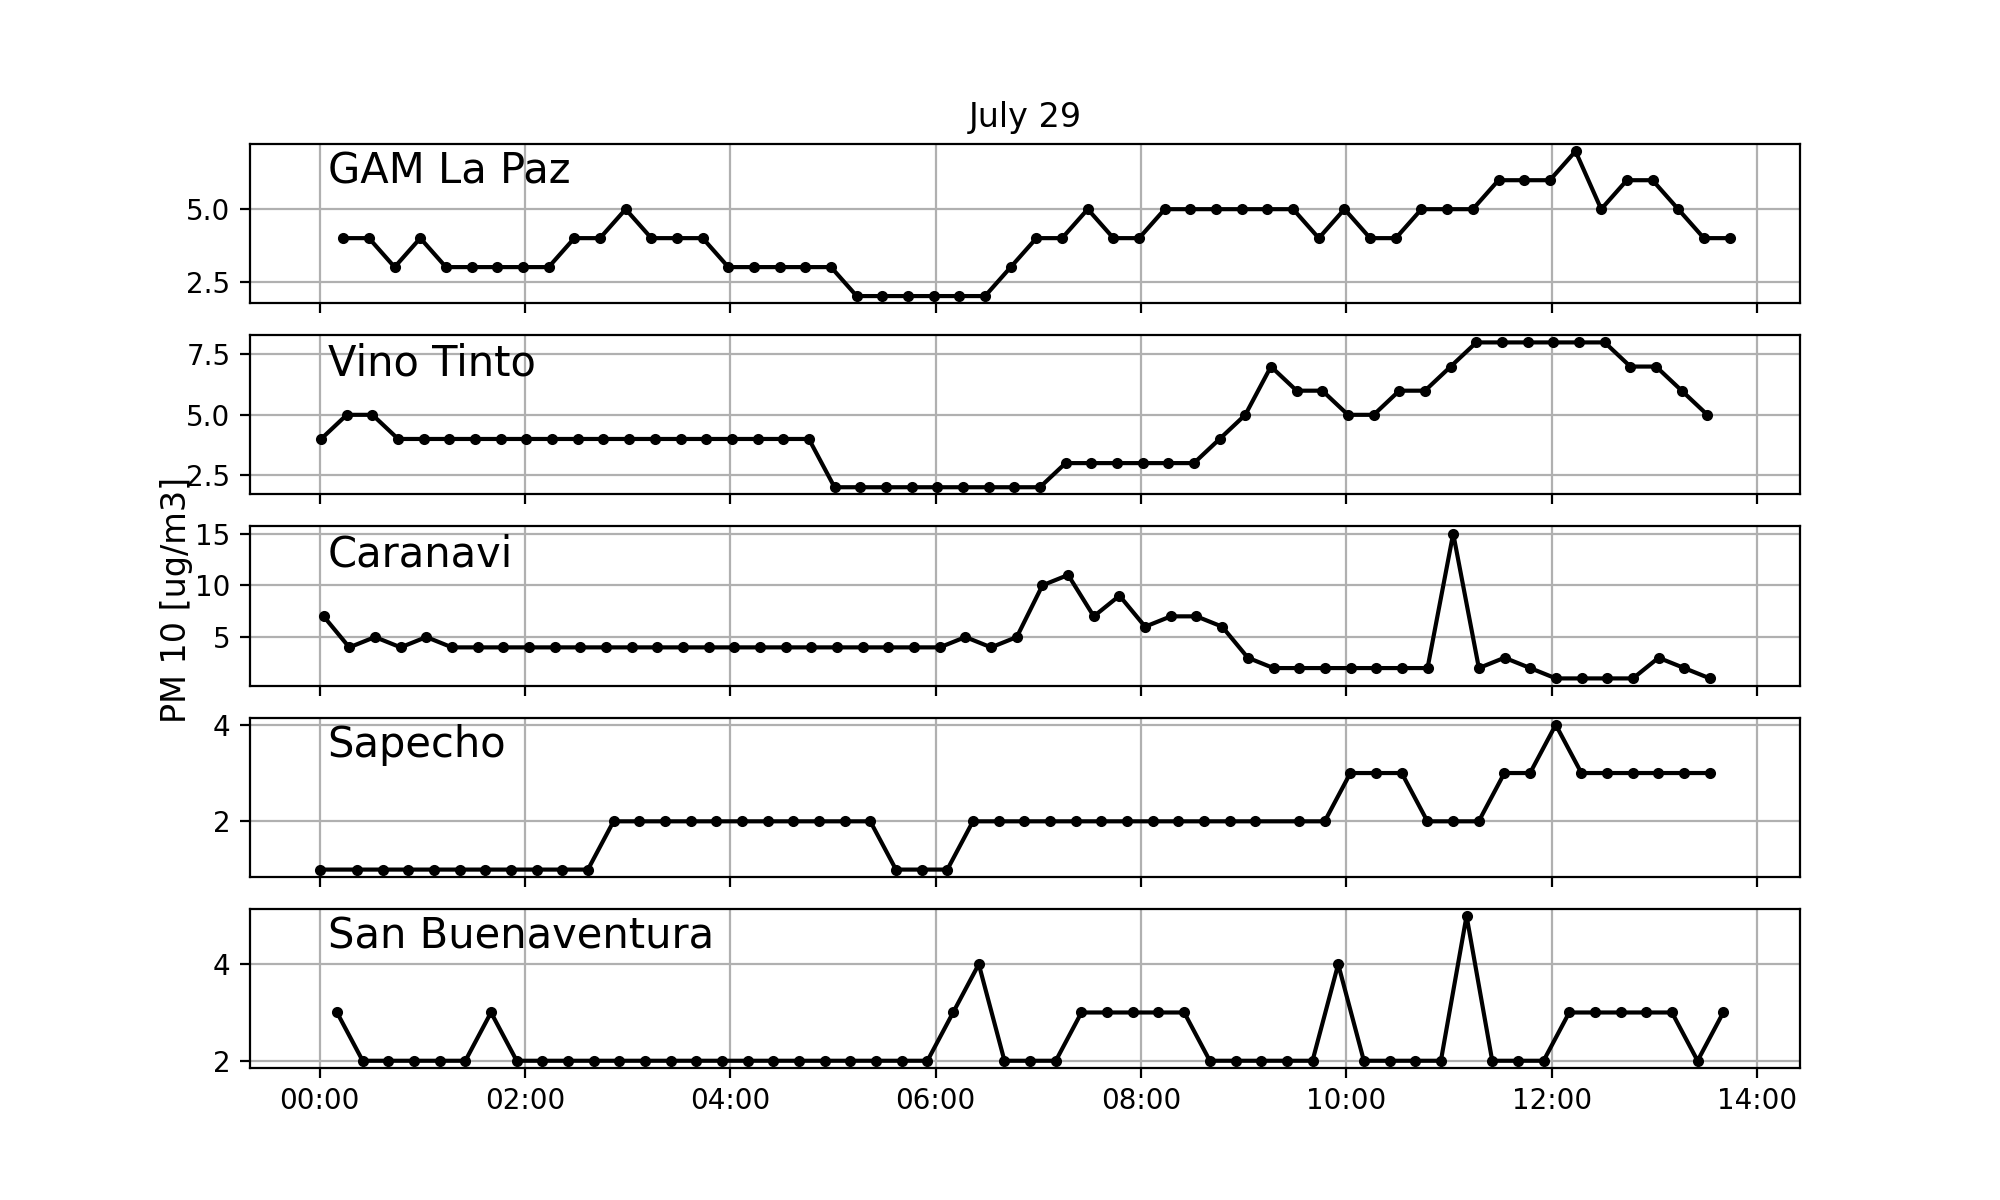 July 29
GAM La Paz
5.0
2.5
Vino Tinto
7.5
5.0
2.5
PM 10 [ug/m3]
Caranavi
15
10
5
Sapecho
4
2
San Buenaventura
4
2
00:00 02:00 04:00 06:00 08:00 10:00 12:00 14:00